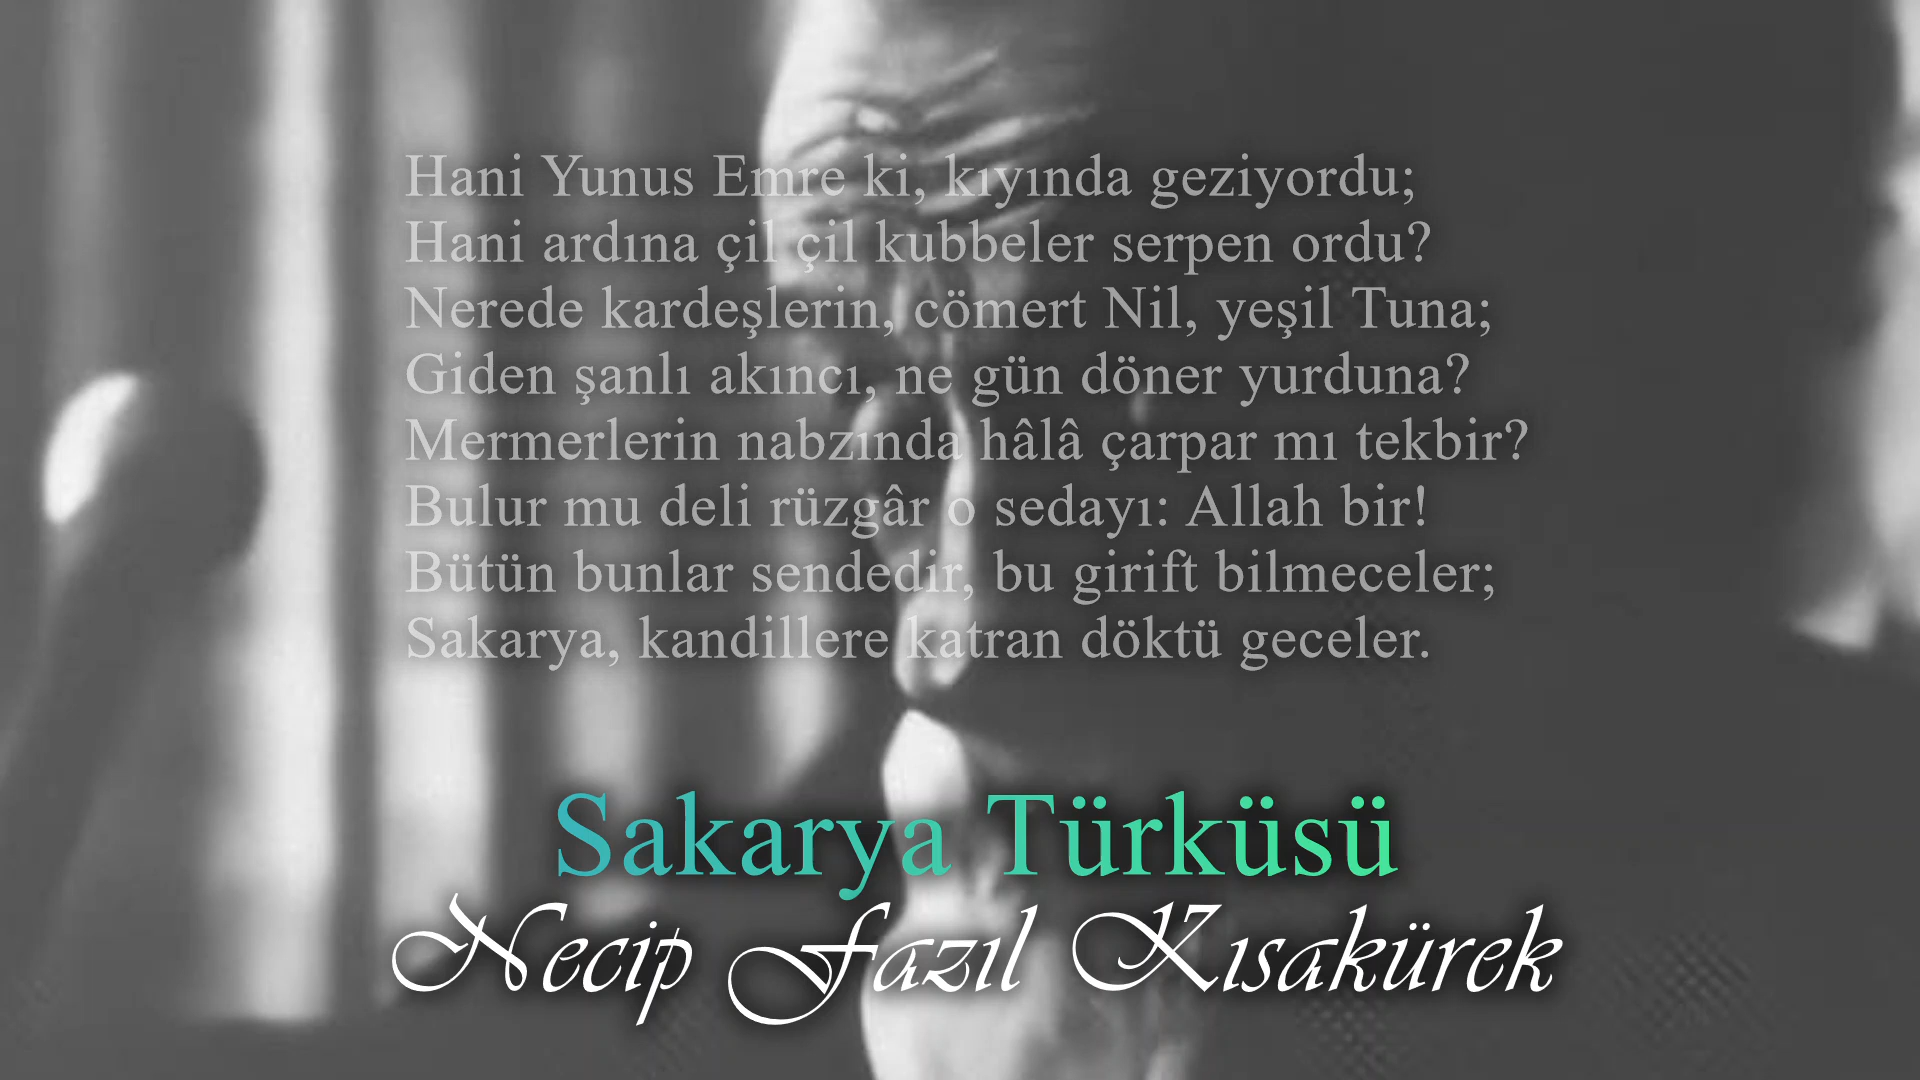 Hani Yunus Emre ki, kıyında geziyordu;
Hani ardına çil çil kubbeler serpen ordu?
Nerede kardeşlerin, cömert Nil, yeşil Tuna;
Giden şanlı akıncı, ne gün döner yurduna?
Mermerlerin nabzında hâlâ çarpar mı tekbir?
Bulur mu deli rüzgâr o sedayı: Allah bir!
Bütün bunlar sendedir, bu girift bilmeceler;
Sakarya, kandillere katran döktü geceler.
Sakarya Türküsü
Necip Fazıl Kısakürek